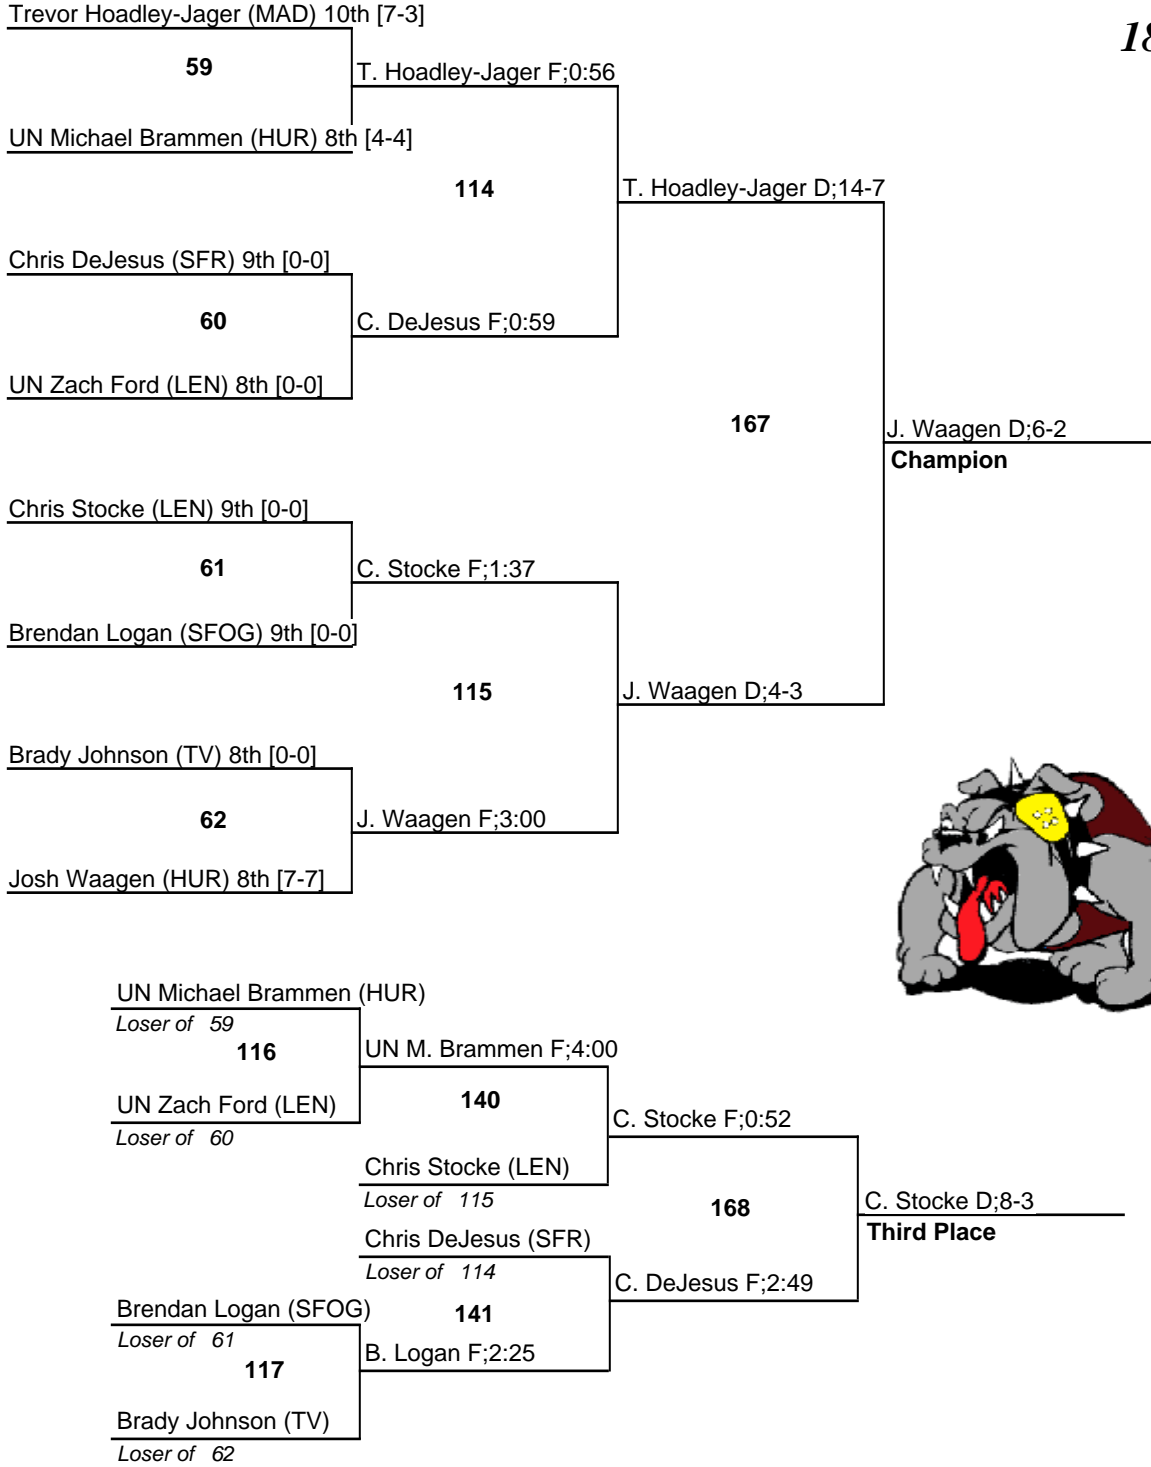 Trevor Hoadley-Jager (MAD) 10th [7-3]
59
T. Hoadley-Jager F;0:56
UN Michael Brammen (HUR) 8th [4-4]
114
T. Hoadley-Jager D;14-7
Chris DeJesus (SFR) 9th [0-0]
60
C. DeJesus F;0:59
UN Zach Ford (LEN) 8th [0-0]
167
J. Waagen D;6-2
Champion
Chris Stocke (LEN) 9th [0-0]
61
C. Stocke F;1:37
Brendan Logan (SFOG) 9th [0-0]
115
J. Waagen D;4-3
Brady Johnson (TV) 8th [0-0]
62
J. Waagen F;3:00
Josh Waagen (HUR) 8th [7-7]
UN Michael Brammen (HUR)
Loser of 59
116
UN M. Brammen F;4:00
UN Zach Ford (LEN)
Loser of 60
140
C. Stocke F;0:52
Chris Stocke (LEN)
Loser of 115
168
C. Stocke D;8-3
Third Place
Chris DeJesus (SFR)
Loser of 114
C. DeJesus F;2:49
Brendan Logan (SFOG)
Loser of 61
141
B. Logan F;2:25
117
Brady Johnson (TV)
Loser of 62